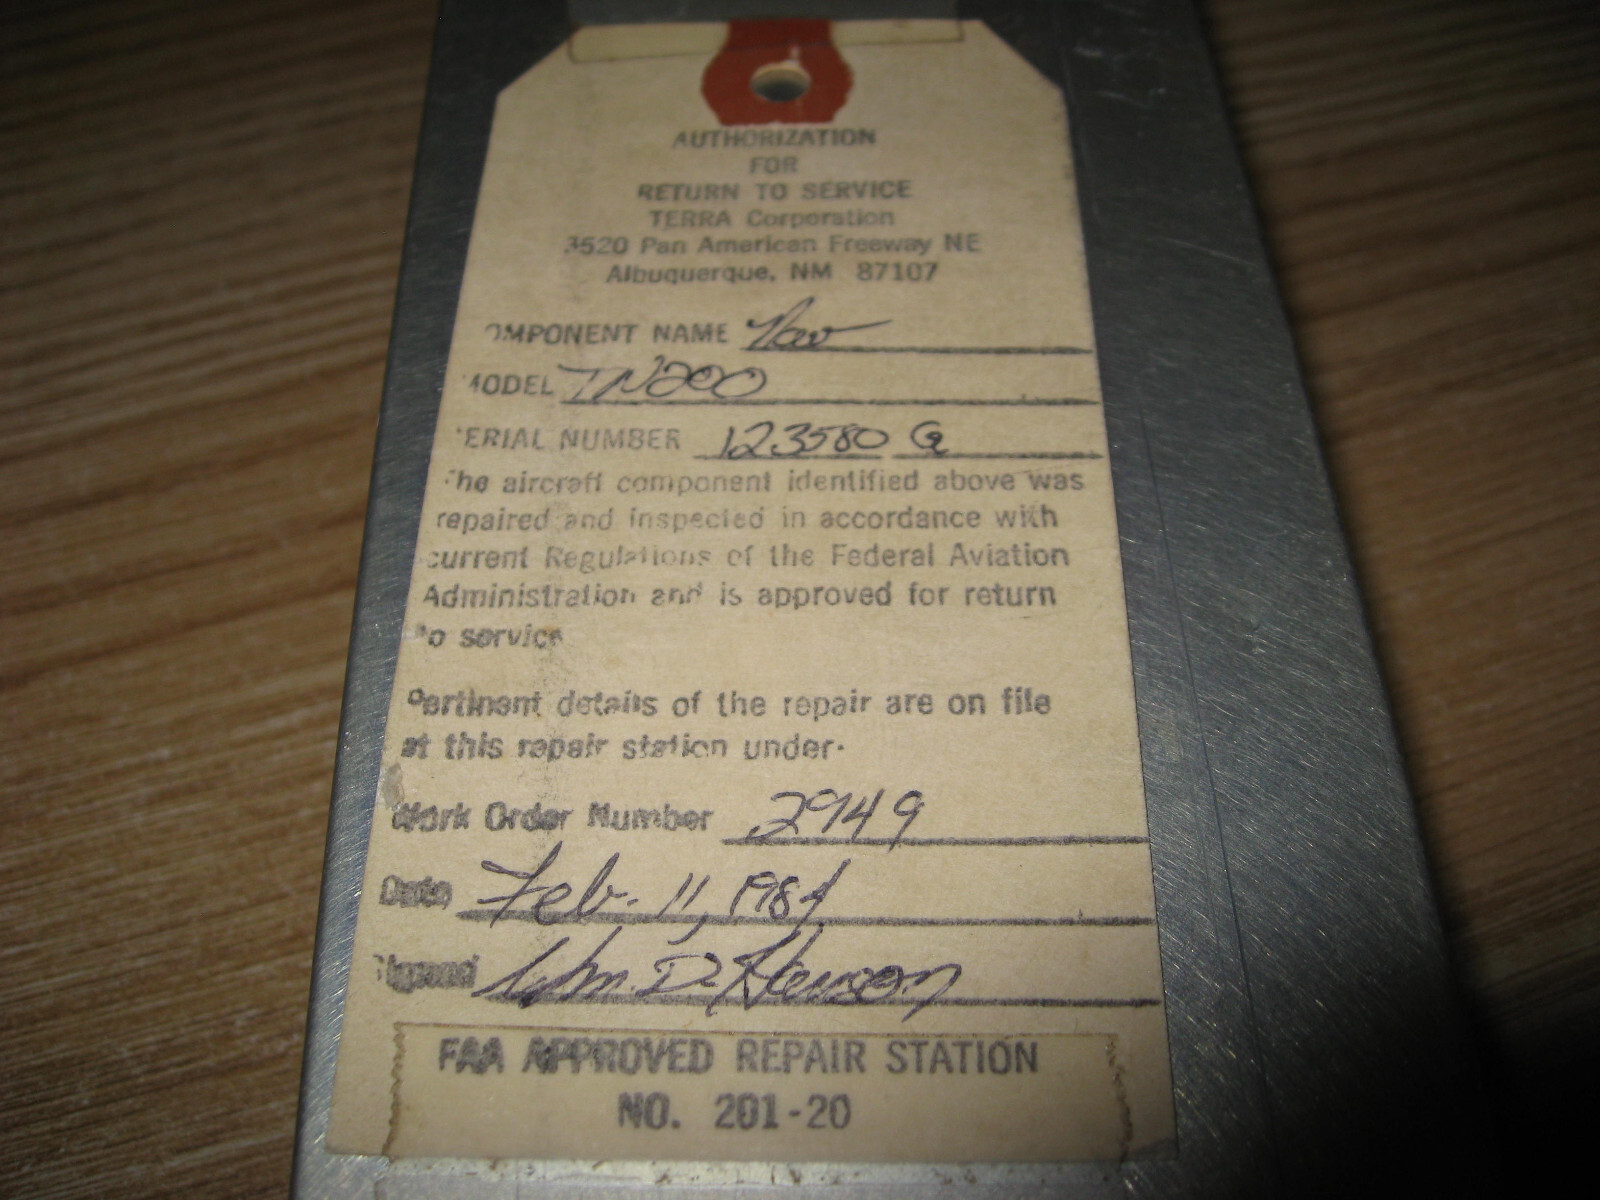 AUTHORIZATION
FOR
RETURN TO SERVICE
TERRA Corporation
3520 Pan American Freeway NE
Albuquerque, NM 87107
OMPONENT NAME Nav
MODEL TN200
ERIAL NUMBER 123580 G
The aircraft component identified above was
repaired and inspected in accordance with
current Regulations of the Federal Aviation
Administration and is approved for return
to service
Pertinent details of the repair are on file
at this repair station under.
Work Order Number 2949
Date Feb. 11, 1984
Signed Wm. D. Henson
FAA APPROVED REPAIR STATION
NO. 201-20